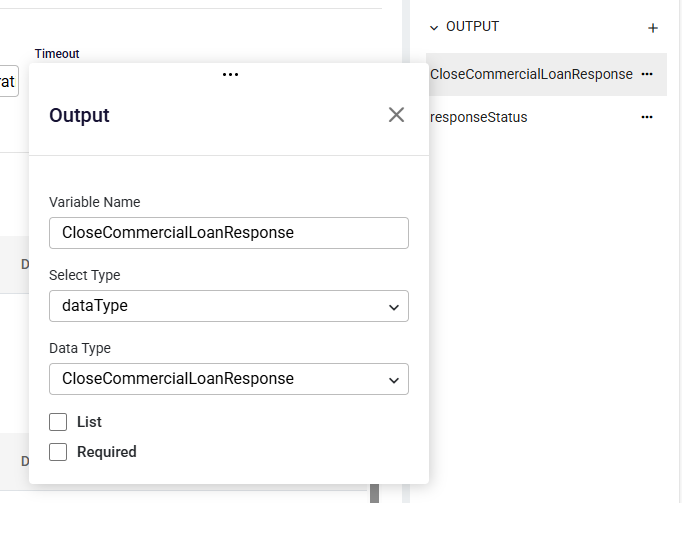 Timeout
rat
Output
Variable Name
CloseCommercialLoanResponse
Select Type
dataType
Data Type
CloseCommercialLoanResponse
List
Required
D
D
OUTPUT
CloseCommercialLoanResponse
responseStatus